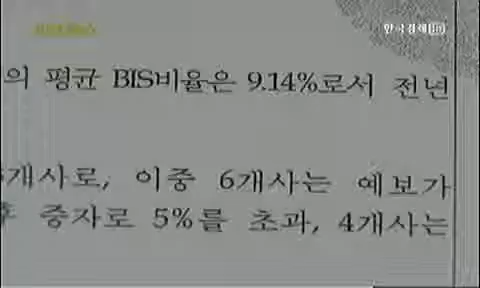 한국경제
의 평균 BIS비율은 9.14%로서 전년
개사로, 이중 6개사는 예보가
후 증자로 5%를 초과, 4개사는